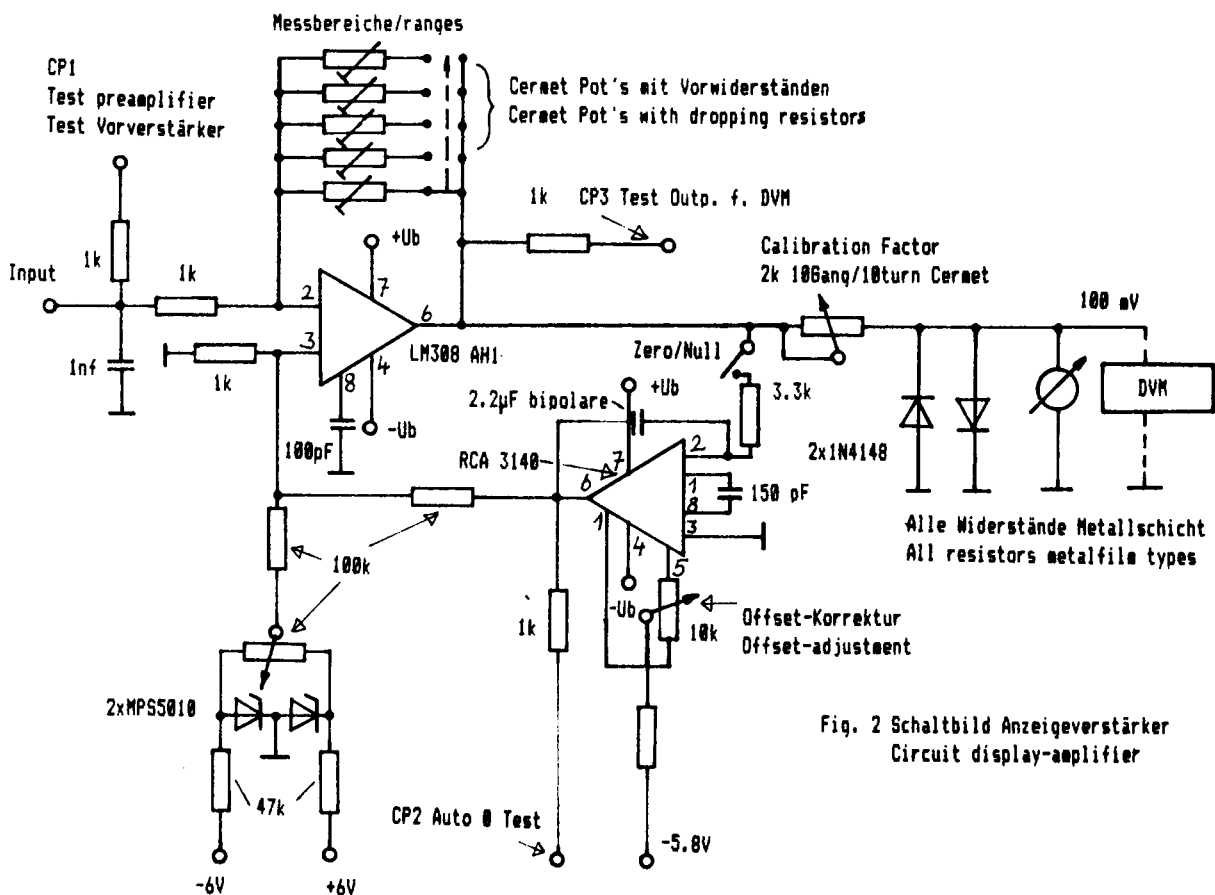 Messbereiche/ranges
CP1
Test preamplifier
Test Vorverstärker
Cermet Pot's mit Vorwiderständen
Cermet Pot's with dropping resistors
1k
CP3 Test Outp. f. DVM
+Ub
Calibration Factor
2k 10Gang/10turn Cermet
Input
1k
1k
2
7
6
3
4
8
LM308 AH1
100 mV
1nf
1k
100pF
-Ub
Zero/Null
+Ub
3.3k
DVM
2.2µF bipolare
2x1N4148
RCA 3140
7
2
6
1
8
150 pF
1
3
4
5
Alle Widerstände Metallschicht
All resistors metalfilm types
100k
-Ub
1k
10k
Offset-Korrektur
Offset-adjustment
2xMPS5010
Fig. 2 Schaltbild Anzeigeverstärker
Circuit display-amplifier
47k
CP2 Auto 0 Test
-5.8V
-6V
+6V